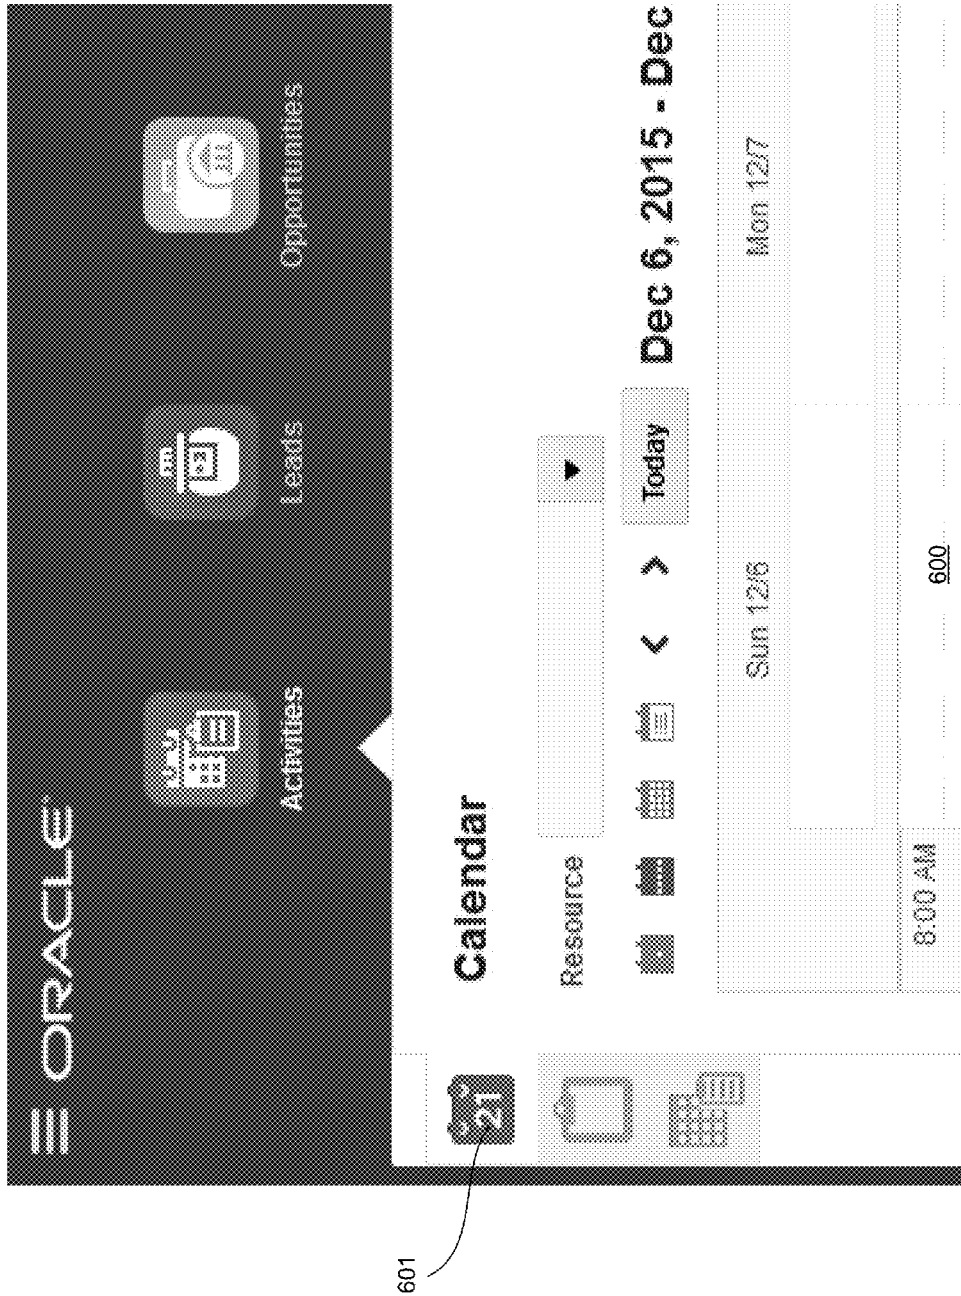 ORACLE
Activities Leads Opportunities
21
Calendar
Resource
Today Dec 6, 2015 - Dec
Sun 12/6 Mon 12/7
8:00 AM
600
601